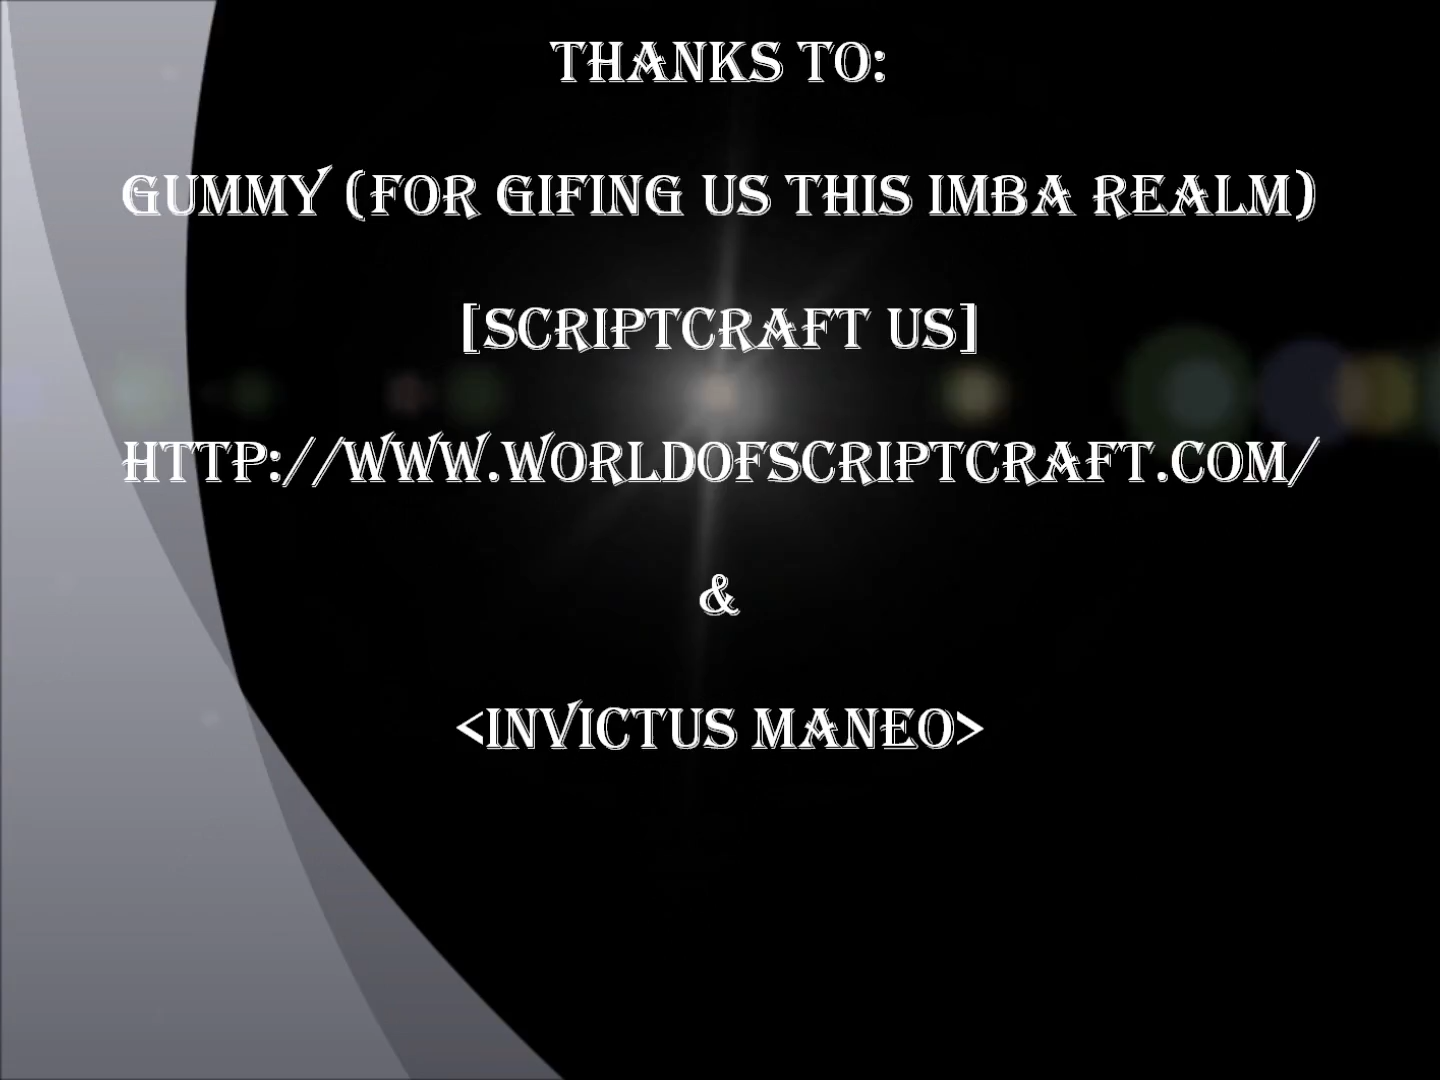 THANKS TO:
GUMMY (FOR GIFING US THIS IMBA REALM)
[SCRIPTCRAFT US]
HTTP://WWW.WORLDOFSCRIPTCRAFT.COM/
&
<INVICTUS MANEO>